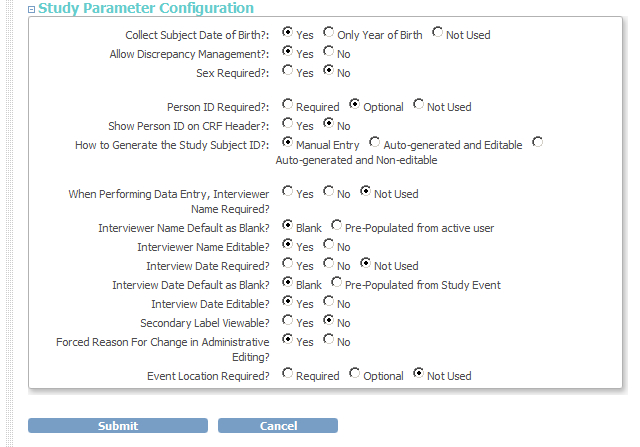 Study Parameter Configuration
Collect Subject Date of Birth?: Yes Only Year of Birth Not Used
Allow Discrepancy Management?: Yes No
Sex Required?: Yes No
Person ID Required?: Required Optional Not Used
Show Person ID on CRF Header?: Yes No
How to Generate the Study Subject ID?: Manual Entry Auto-generated and Editable
Auto-generated and Non-editable
When Performing Data Entry, Interviewer Yes No Not Used
Name Required?
Interviewer Name Default as Blank? Blank Pre-Populated from active user
Interviewer Name Editable? Yes No
Interview Date Required? Yes No Not Used
Interview Date Default as Blank? Blank Pre-Populated from Study Event
Interview Date Editable? Yes No
Secondary Label Viewable? Yes No
Forced Reason For Change in Administrative Yes No
Editing?
Event Location Required? Required Optional Not Used
Submit Cancel